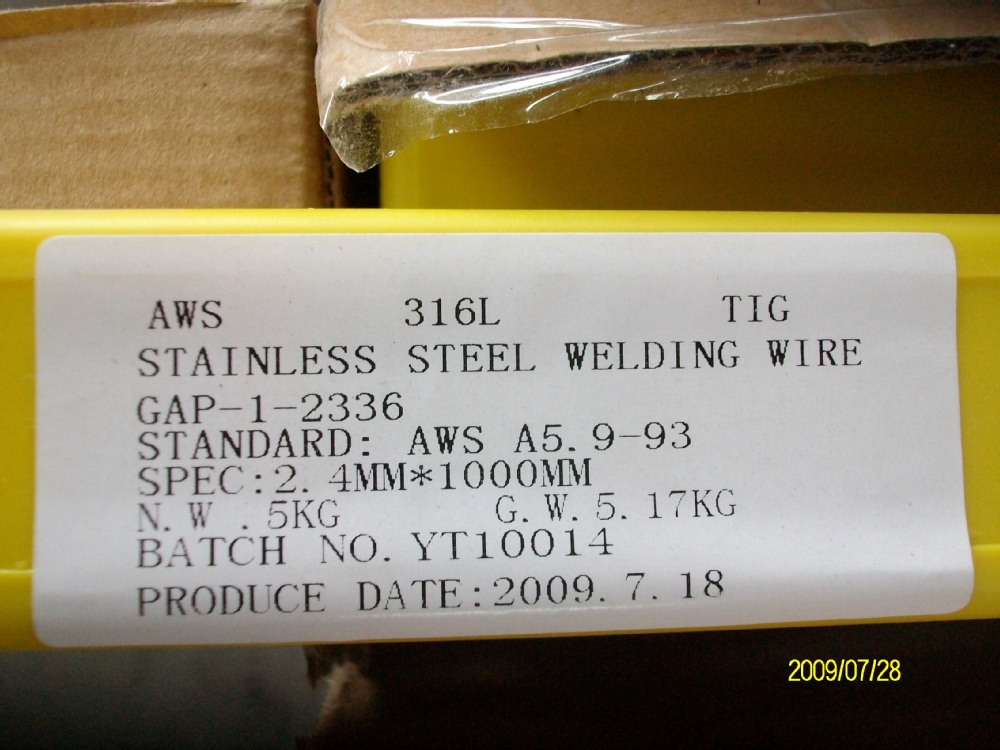 AWS 316L TIG
STAINLESS STEEL WELDING WIRE
GAP-1-2336
STANDARD: AWS A5.9-93
SPEC:2.4MM*1000MM
N.W .5KG G.W.5.17KG
BATCH NO.YT10014
PRODUCE DATE:2009.7.18
2009/07/28